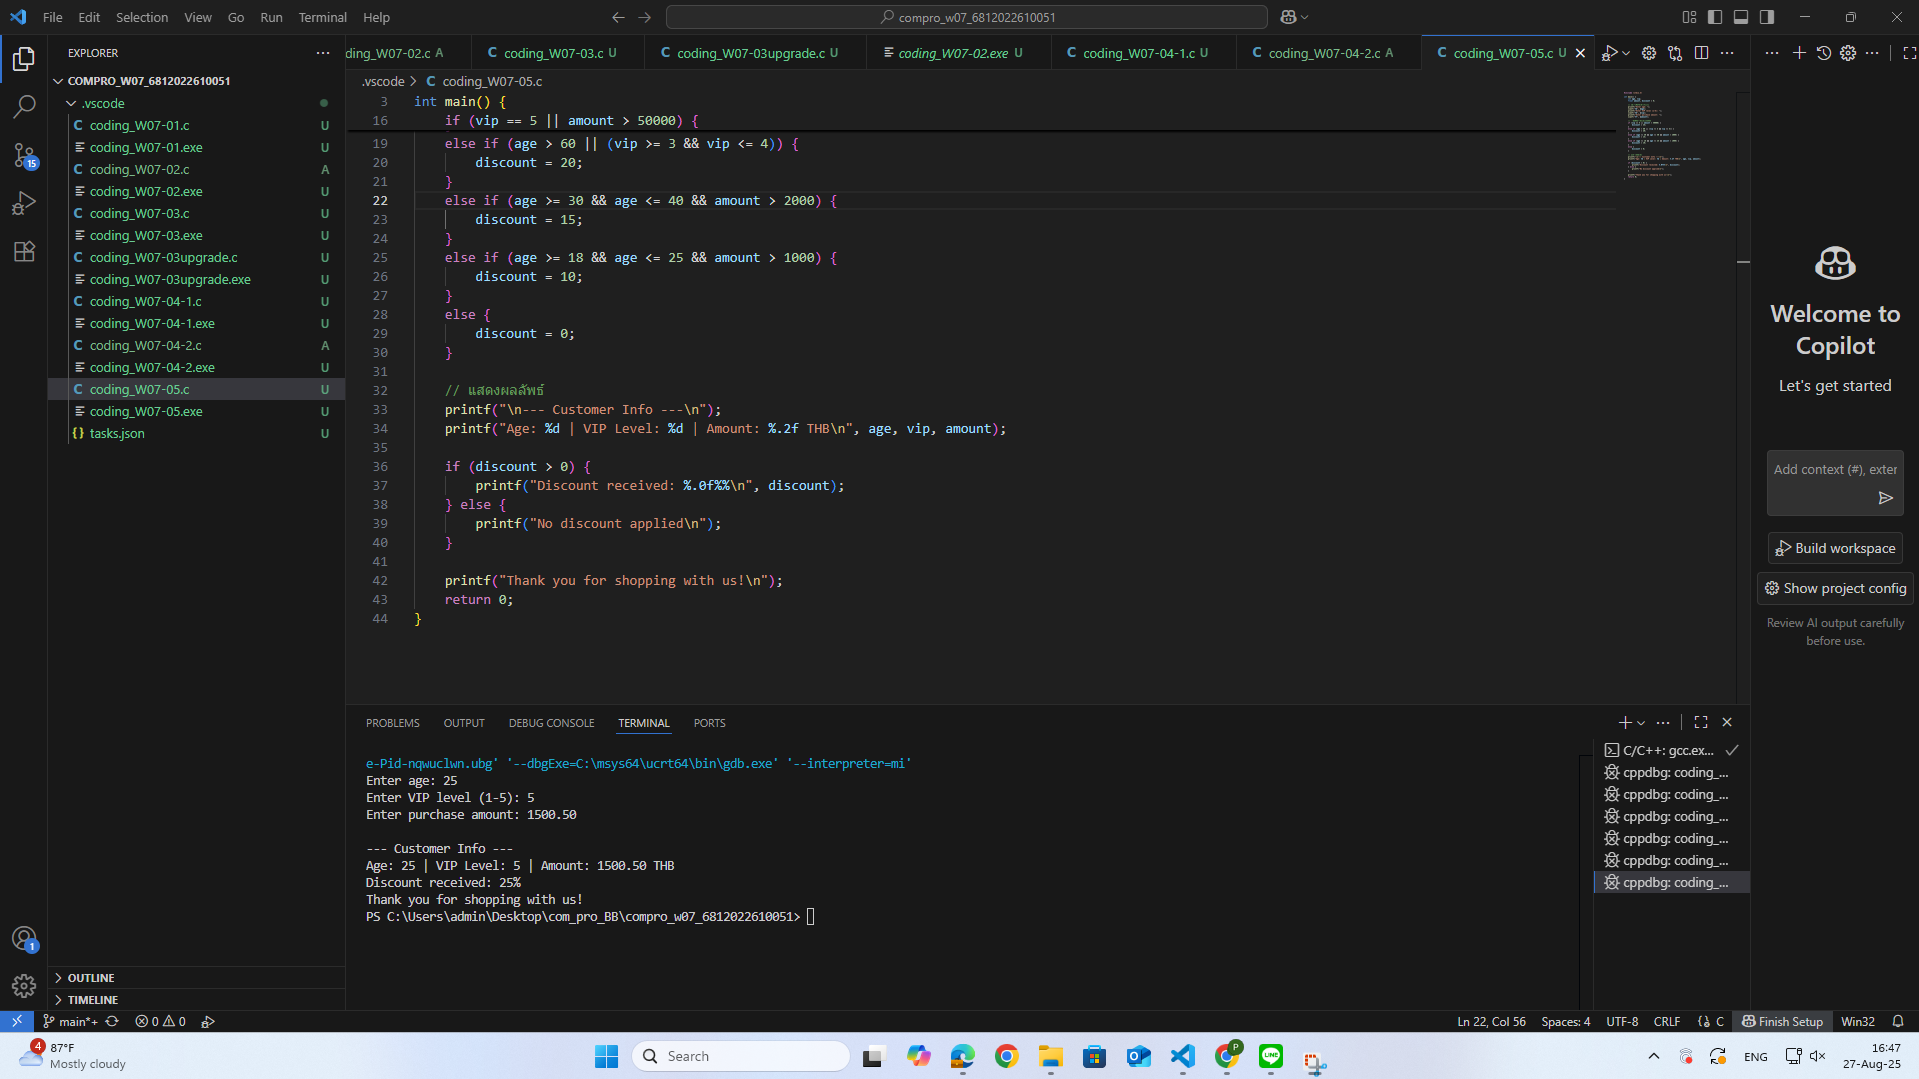 File Edit Selection View Go Run Terminal Help
compro_w07_6812022610051
EXPLORER
COMPRO_W07_6812022610051
.vscode
coding_W07-01.c U
coding_W07-01.exe U
coding_W07-02.c A
coding_W07-02.exe U
coding_W07-03.c U
coding_W07-03.exe U
coding_W07-03upgrade.c U
coding_W07-03upgrade.exe U
coding_W07-04-1.c U
coding_W07-04-1.exe U
coding_W07-04-2.c A
coding_W07-04-2.exe U
coding_W07-05.c U
coding_W07-05.exe U
tasks.json U
OUTLINE
TIMELINE
15
1
ding_W07-02.c A
coding_W07-03.c U
coding_W07-03upgrade.c U
coding_W07-02.exe U
coding_W07-04-1.c U
coding_W07-04-2.c A
coding_W07-05.c U
.vscode > C coding_W07-05.c
3 int main() {
16 if (vip == 5 || amount > 50000) {
19 else if (age > 60 || (vip >= 3 && vip <= 4)) {
20 discount = 20;
21 }
22 else if (age >= 30 && age <= 40 && amount > 2000) {
23 discount = 15;
24 }
25 else if (age >= 18 && age <= 25 && amount > 1000) {
26 discount = 10;
27 }
28 else {
29 discount = 0;
30 }
31
32 // แสดงผลลัพธ์
33 printf("\n--- Customer Info ---\n");
34 printf("Age: %d | VIP Level: %d | Amount: %.2f THB\n", age, vip, amount);
35
36 if (discount > 0) {
37 printf("Discount received: %.0f%%\n", discount);
38 } else {
39 printf("No discount applied\n");
40 }
41
42 printf("Thank you for shopping with us!\n");
43 return 0;
44 }
PROBLEMS OUTPUT DEBUG CONSOLE TERMINAL PORTS
e-Pid-nqwuclwn.ubg' '--dbgExe=C:\msys64\ucrt64\bin\gdb.exe' '--interpreter=mi'
Enter age: 25
Enter VIP level (1-5): 5
Enter purchase amount: 1500.50
--- Customer Info ---
Age: 25 | VIP Level: 5 | Amount: 1500.50 THB
Discount received: 25%
Thank you for shopping with us!
PS C:\Users\admin\Desktop\com_pro_BB\compro_w07_6812022610051>
C/C++: gcc.ex...
cppdbg: coding_...
cppdbg: coding_...
cppdbg: coding_...
cppdbg: coding_...
cppdbg: coding_...
cppdbg: coding_...
Welcome to
Copilot
Let's get started
Add context (#), exter
Build workspace
Show project config
Review AI output carefully
before use.
main*+ 0 0
Ln 22, Col 56 Spaces: 4 UTF-8 CRLF C Finish Setup Win32
4
87°F
Mostly cloudy
Search
P
LINE
ENG
16:47
27-Aug-25